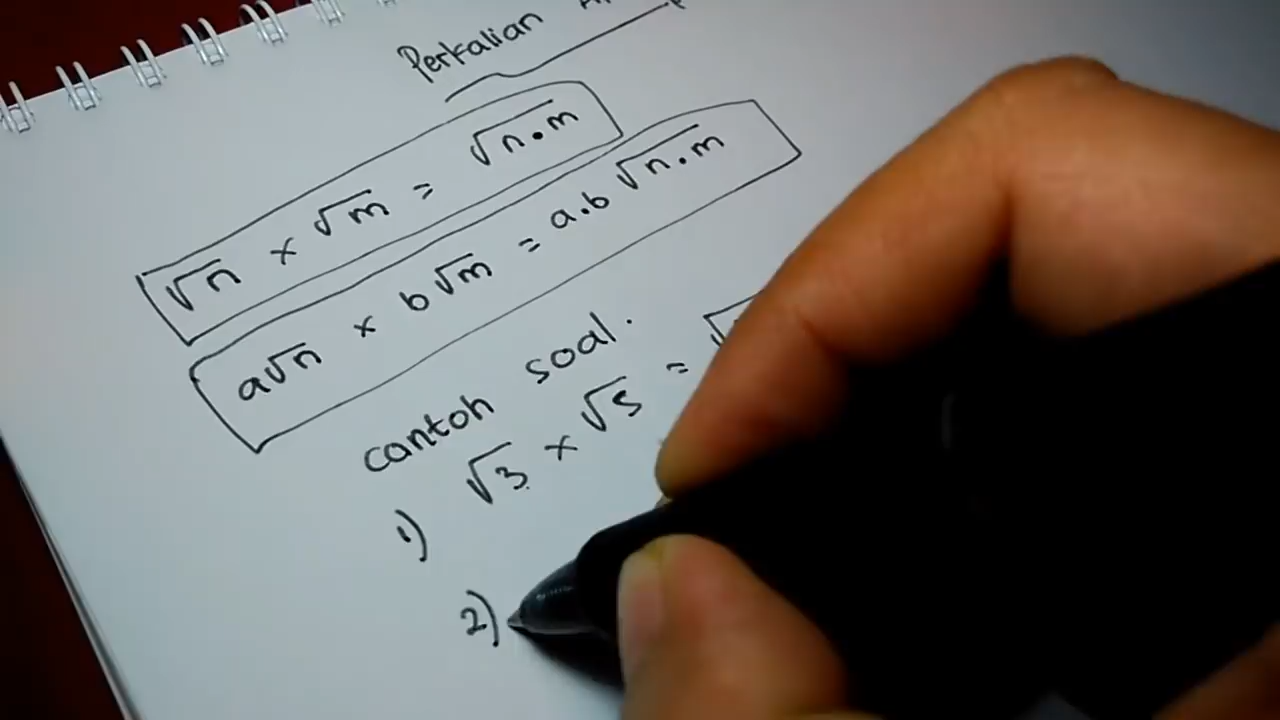 Perkalian
√n × √m = √n.m
a√n × b√m = a.b √n.m
contoh soal.
1) √3 × √5 = √
2)